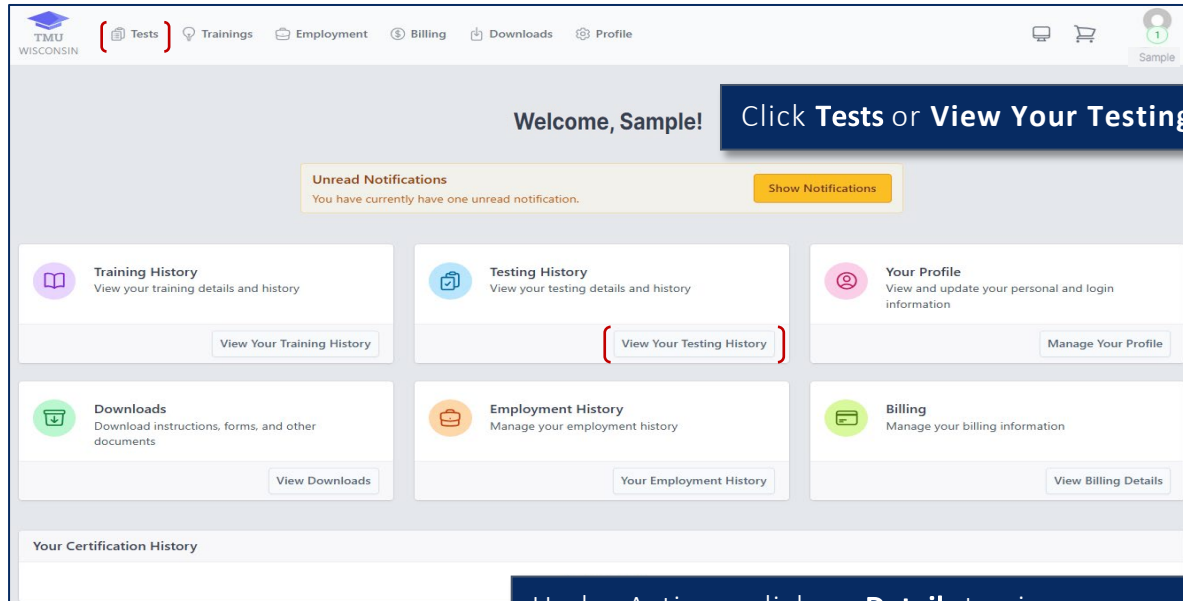 TMU
WISCONSIN
Tests Trainings Employment Billing Downloads Profile
1
Sample
Welcome, Sample!
Click Tests or View Your Testing
Unread Notifications
You have currently have one unread notification.
Show Notifications
Training History
View your training details and history
View Your Training History
Testing History
View your testing details and history
View Your Testing History
Your Profile
View and update your personal and login
information
Manage Your Profile
Downloads
Download instructions, forms, and other
documents
View Downloads
Employment History
Manage your employment history
Your Employment History
Billing
Manage your billing information
View Billing Details
Your Certification History